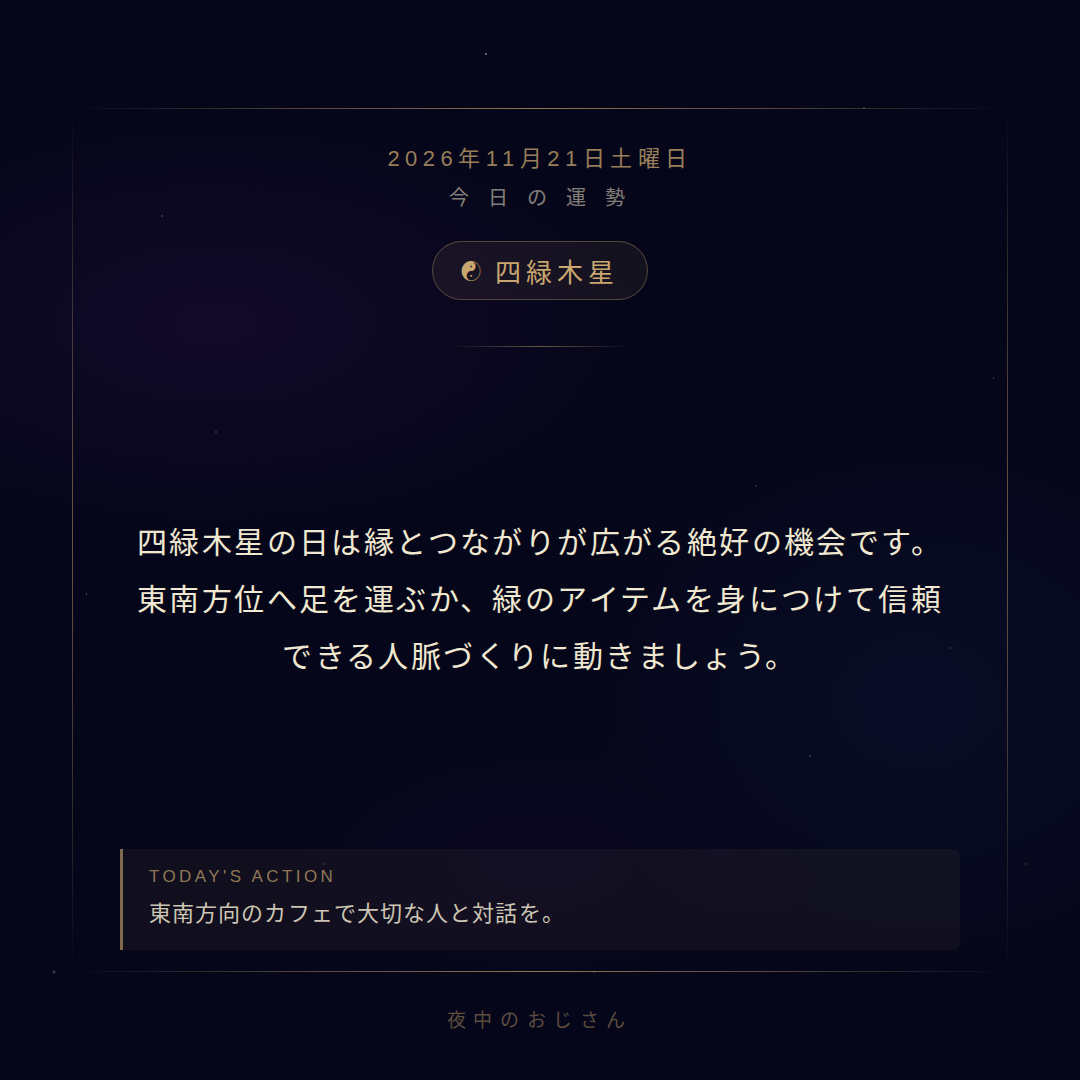 2026年11月21日土曜日
今日の運勢
☯ 四緑木星
四緑木星の日は縁とつながりが広がる絶好の機会です。
東南方位へ足を運ぶか、緑のアイテムを身につけて信頼
できる人脈づくりに動きましょう。
TODAY'S ACTION
東南方向のカフェで大切な人と対話を。
夜中のおじさん